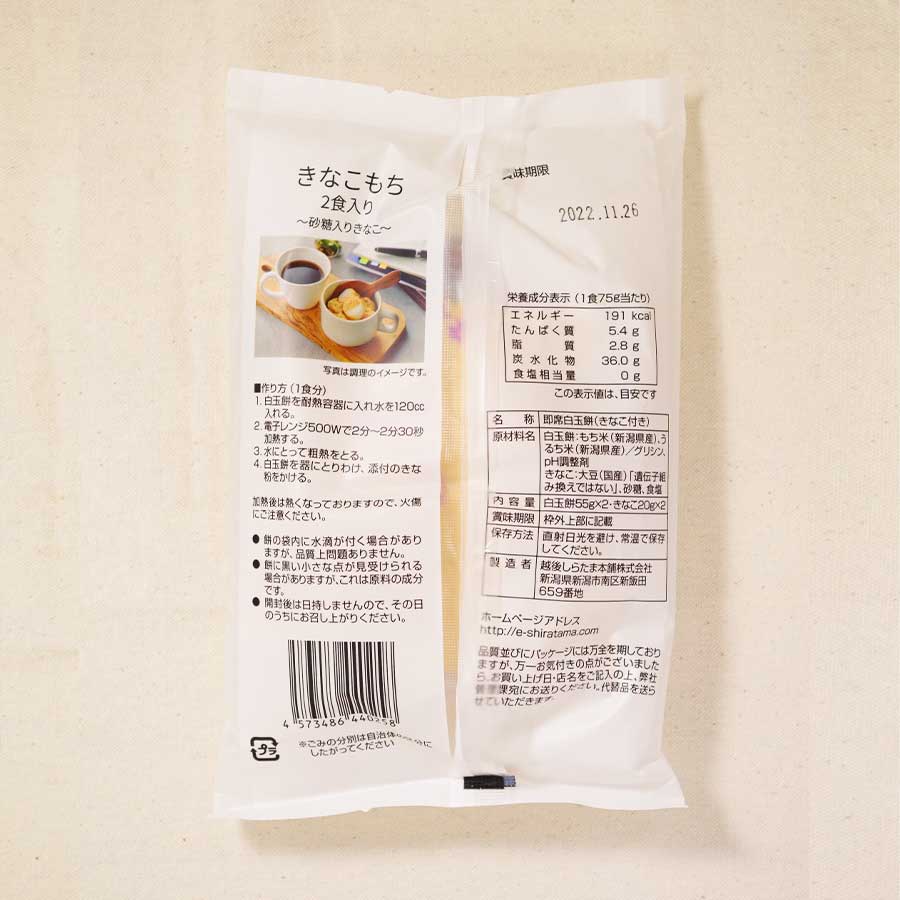 きなこもち
2食入り
〜砂糖入りきなこ〜
写真は調理のイメージです。
■作り方(1食分)
1. 白玉餅を耐熱容器に入れ水を120cc
入れる。
2. 電子レンジ500Wで2分〜2分30秒
加熱する。
3. 水にとって粗熱をとる。
4. 白玉餅を器にとりわけ、添付のきな
粉をかける。
加熱後は熱くなっておりますので、火傷
にご注意ください。
● 餅の袋内に水滴が付く場合があり
ますが、品質上問題ありません。
● 餅に黒い小さな点が見受けられる
場合がありますが、これは原料の成分
です。
● 開封後は日持しませんので、その日
のうちにお召し上がりください。
4 573486 440258
プラ
※ごみの分別は自治体の区分に
したがってください
賞味期限
2022.11.26
栄養成分表示(1食75g当たり)
エネルギー 191 kcal
たんぱく質 5.4 g
脂質 2.8 g
炭水化物 36.0 g
食塩相当量 0 g
この表示値は、目安です
名称 即席白玉餅(きなこ付き)
原材料名 白玉餅:もち米(新潟県産)、う
るち米(新潟県産)/グリシン、
pH調整剤
きなこ:大豆(国産)「遺伝子組
み換えではない」、砂糖、食塩
内容量 白玉餅55g×2・きなこ20g×2
賞味期限 枠外上部に記載
保存方法 直射日光を避け、常温で保存
してください。
製造者 越後しらたま本舗株式会社
新潟県新潟市南区新飯田
659番地
ホームページアドレス
http://e-shiratama.com
品質並びにパッケージには万全を期しており
ますが、万一お気付きの点がございました
ら、お買い上げ日・店名をご記入の上、弊社
管理課宛にお送りください。代替品を送ら
せていただきます。